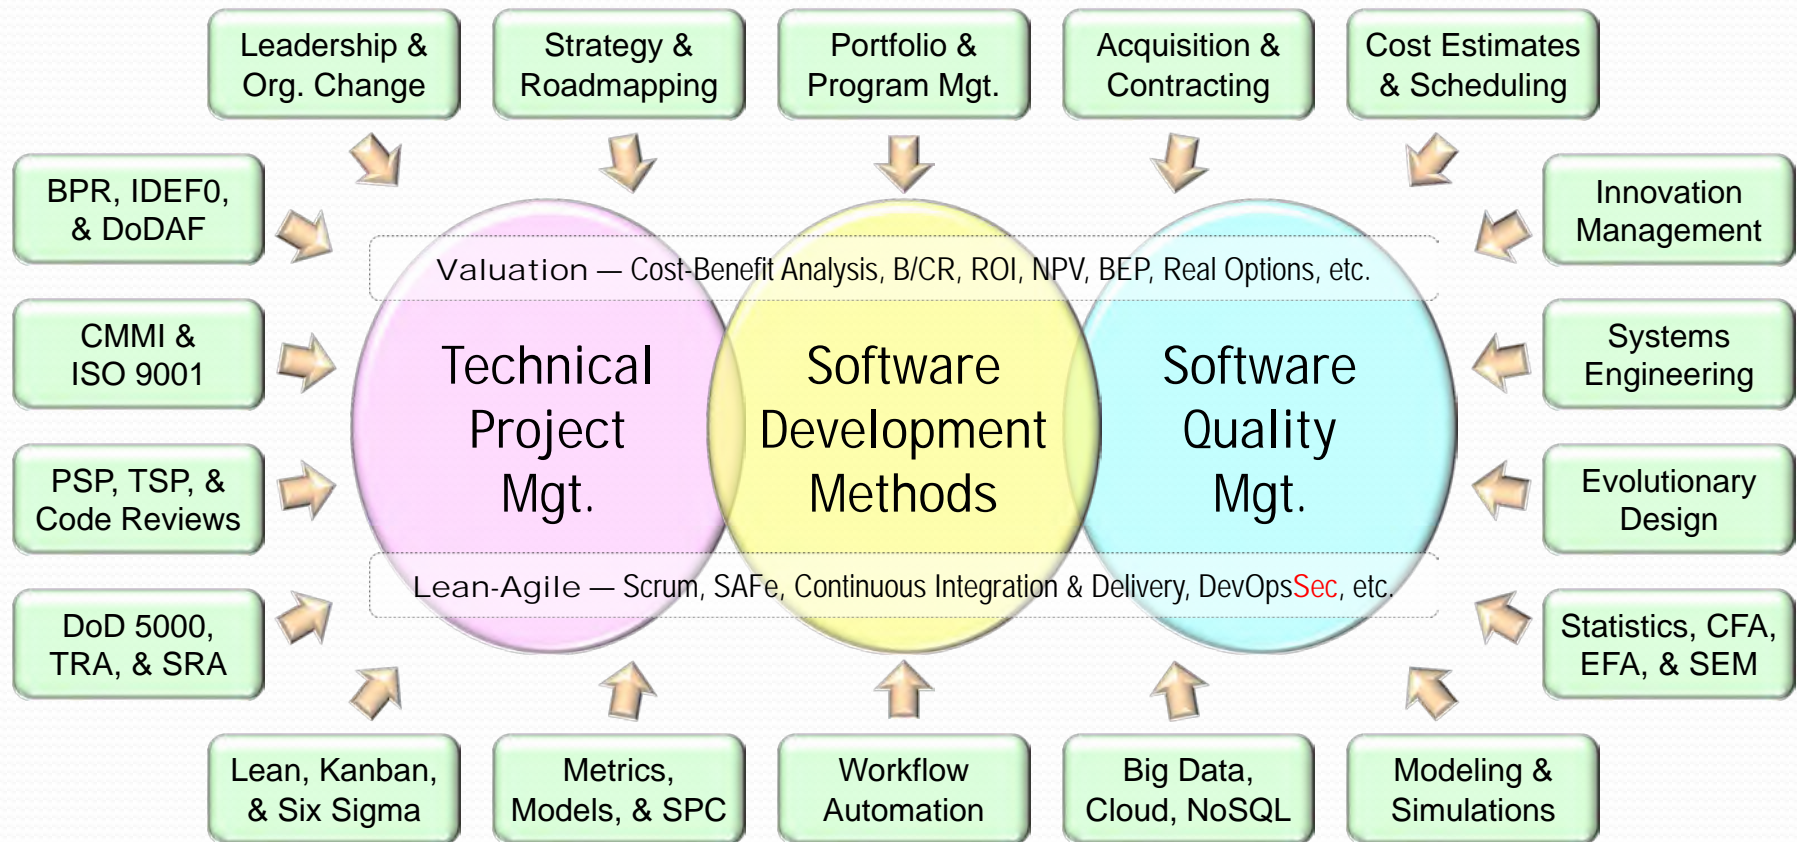 Leadership &
Org. Change
Strategy &
Roadmapping
Portfolio &
Program Mgt.
Acquisition &
Contracting
Cost Estimates
& Scheduling
BPR, IDEF0,
& DoDAF
CMMI &
ISO 9001
PSP, TSP, &
Code Reviews
DoD 5000,
TRA, & SRA
Valuation — Cost-Benefit Analysis, B/CR, ROI, NPV, BEP, Real Options, etc.
Technical
Project
Mgt.
Software
Development
Methods
Software
Quality
Mgt.
Lean-Agile — Scrum, SAFe, Continuous Integration & Delivery, DevOpsSec, etc.
Innovation
Management
Systems
Engineering
Evolutionary
Design
Statistics, CFA,
EFA, & SEM
Lean, Kanban,
& Six Sigma
Metrics,
Models, & SPC
Workflow
Automation
Big Data,
Cloud, NoSQL
Modeling &
Simulations